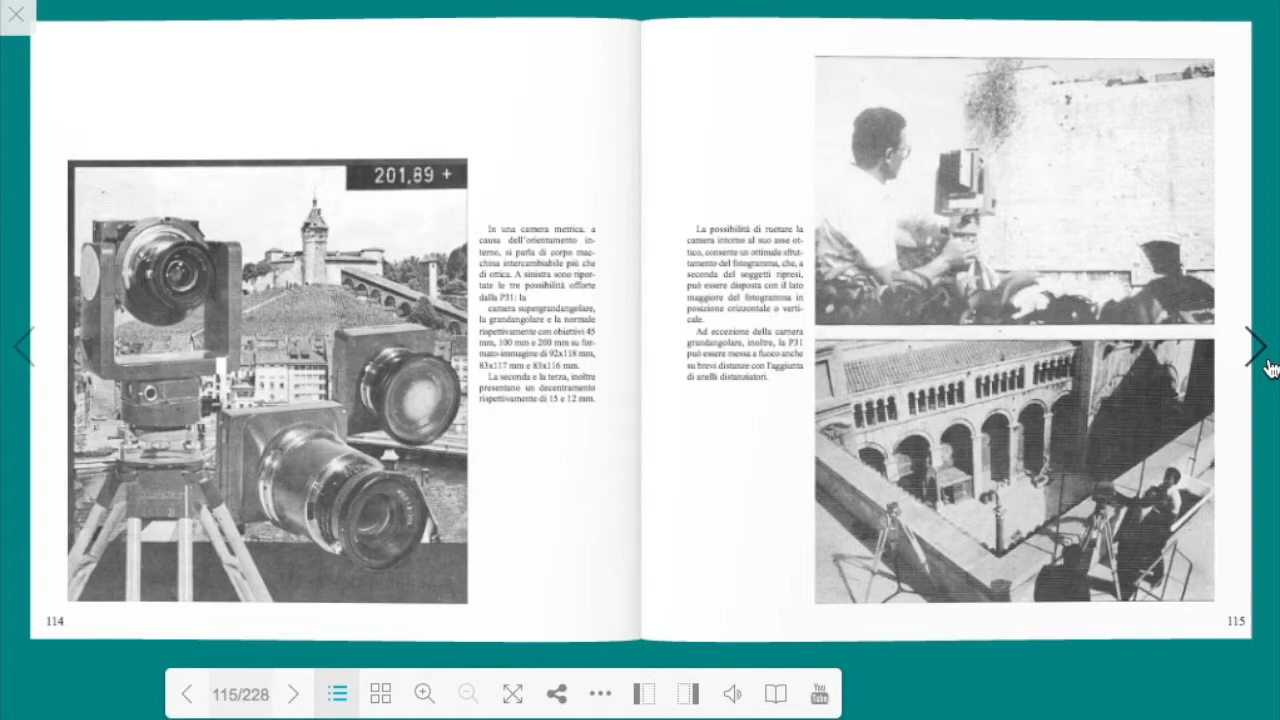 201,89 +
In una camera metrica, a
causa dell'orientamento in-
terno, si parla di corpo mac-
china intercambiabile più che
di ottica. A sinistra sono ripor-
tate le tre possibilità offerte
dalla P31: la
camera supergrandangolare,
la grandangolare e la normale
rispettivamente con obiettivi 45
mm, 100 mm e 200 mm su for-
mato-immagine di 92x118 mm,
83x117 mm e 83x116 mm.
La seconda e la terza, inoltre
presentano un decentramento
rispettivamente di 15 e 12 mm.
114
La possibilità di ruotare la
camera intorno al suo asse ot-
tico, consente un ottimale sfrut-
tamento del fotogramma, che, a
seconda del soggetti ripresi,
può essere disposta con il lato
maggiore del fotogramma in
posizione orizzontale o verti-
cale.
Ad eccezione della camera
grandangolare, inoltre, la P31
può essere messa a fuoco anche
su brevi distanze con l'aggiunta
di anelli distanziatori.
115
115/228
You
Tube